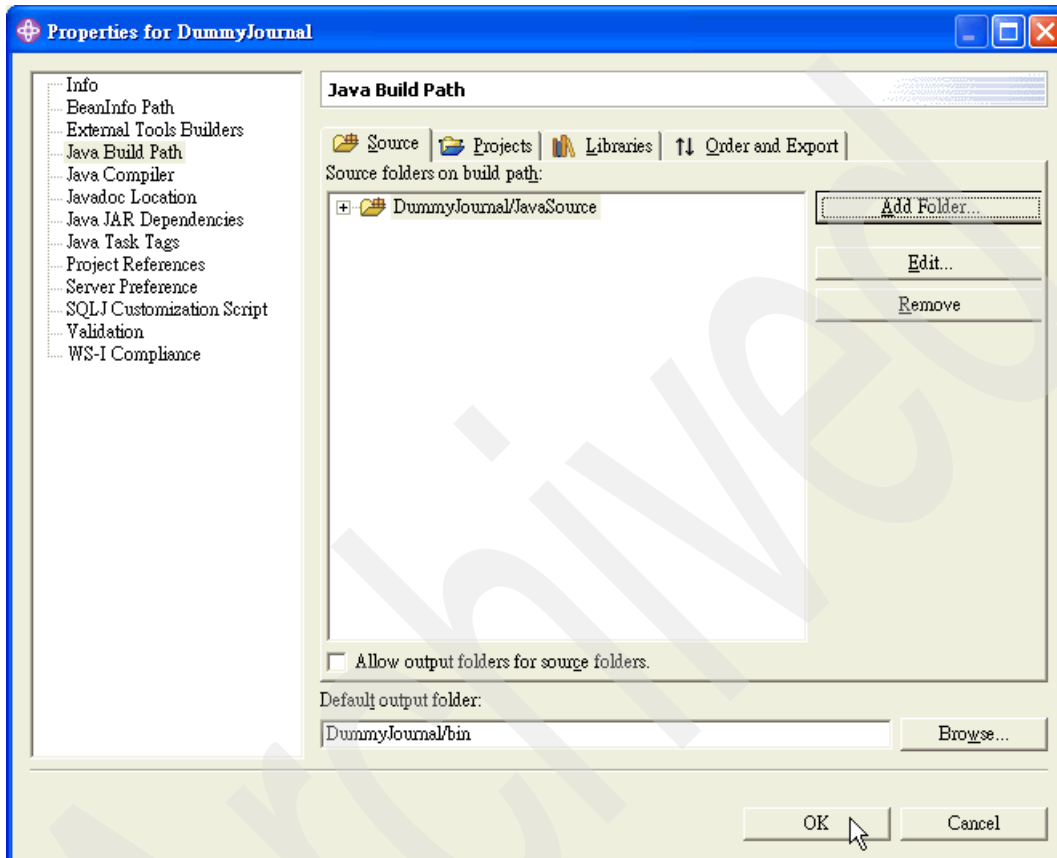 Properties for DummyJournal
Info
BeanInfo Path
External Tools Builders
Java Build Path
Java Compiler
Javadoc Location
Java JAR Dependencies
Java Task Tags
Project References
Server Preference
SQLJ Customization Script
Validation
WS-I Compliance
Java Build Path
Source Projects Libraries Order and Export
Source folders on build path:
DummyJournal/JavaSource
Add Folder...
Edit...
Remove
Allow output folders for source folders.
Default output folder:
DummyJournal/bin
Browse...
OK Cancel
Archived